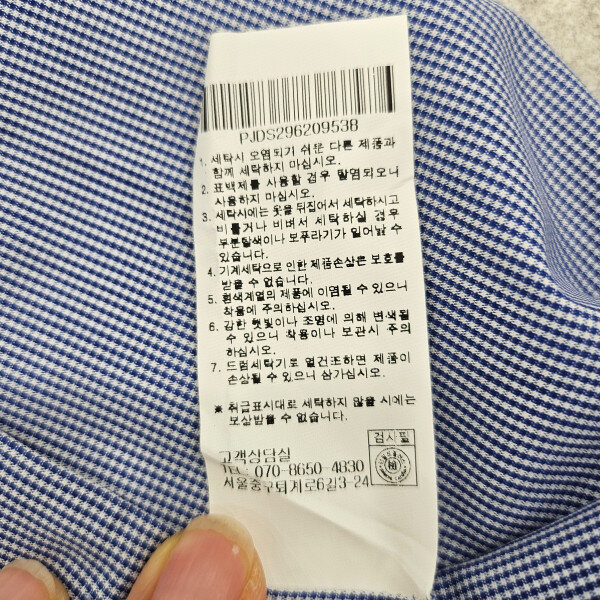 PJDS296209538
1. 세탁시 오염되기 쉬운 다른 제품과
함께 세탁하지 마십시오.
2. 표백제를 사용할 경우 탈염되오니
사용하지 마십시오.
3. 세탁시에는 옷을 뒤집어서 세탁하시고
비틀거나 비벼서 세탁하실 경우
부분탈색이나 보푸라기가 일어날 수
있습니다.
4. 기계세탁으로 인한 제품손상은 보호를
받을 수 없습니다.
5. 흰색계열의 제품에 이염될 수 있으니
착용에 주의하십시오.
6. 강한 햇빛이나 조명에 의해 변색될
수 있으니 착용이나 보관시 주의
하십시오.
7. 드럼세탁기로 열건조하면 제품이
손상될 수 있으니 삼가십시오.
※ 취급표시대로 세탁하지 않을 시에는
보상받을 수 없습니다.
검사필
고객상담실
TEL: 070-8650-4830
서울중구퇴계로6길3-24